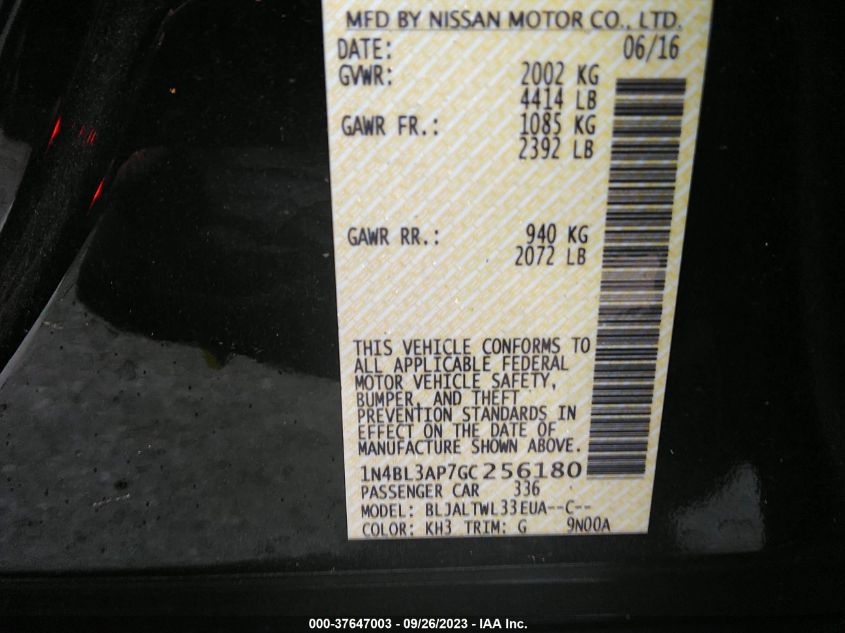 MFD BY NISSAN MOTOR CO., LTD.
DATE: 06/16
GVWR: 2002 KG
4414 LB
GAWR FR.: 1085 KG
2392 LB
GAWR RR.: 940 KG
2072 LB
THIS VEHICLE CONFORMS TO
ALL APPLICABLE FEDERAL
MOTOR VEHICLE SAFETY,
BUMPER, AND THEFT
PREVENTION STANDARDS IN
EFFECT ON THE DATE OF
MANUFACTURE SHOWN ABOVE.
1N4BL3AP7GC256180
PASSENGER CAR 336
MODEL: BLJALTWL33EUA--C--
COLOR: KH3 TRIM: G 9N00A
000-37647003 - 09/26/2023 - IAA Inc.